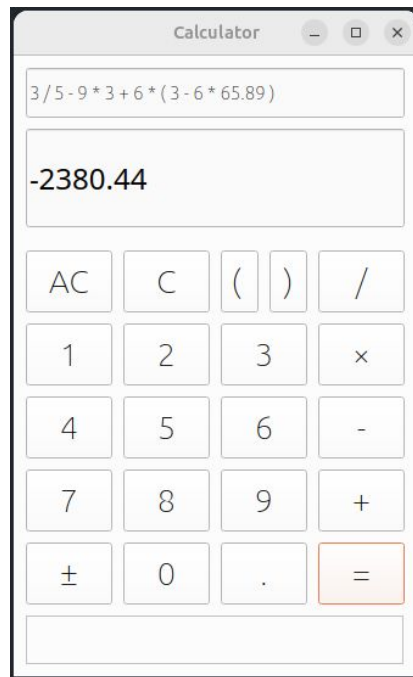 Calculator
3 / 5 - 9 * 3 + 6 * ( 3 - 6 * 65.89 )
-2380.44
AC C ( ) /
1 2 3 ×
4 5 6 -
7 8 9 +
± 0 . =